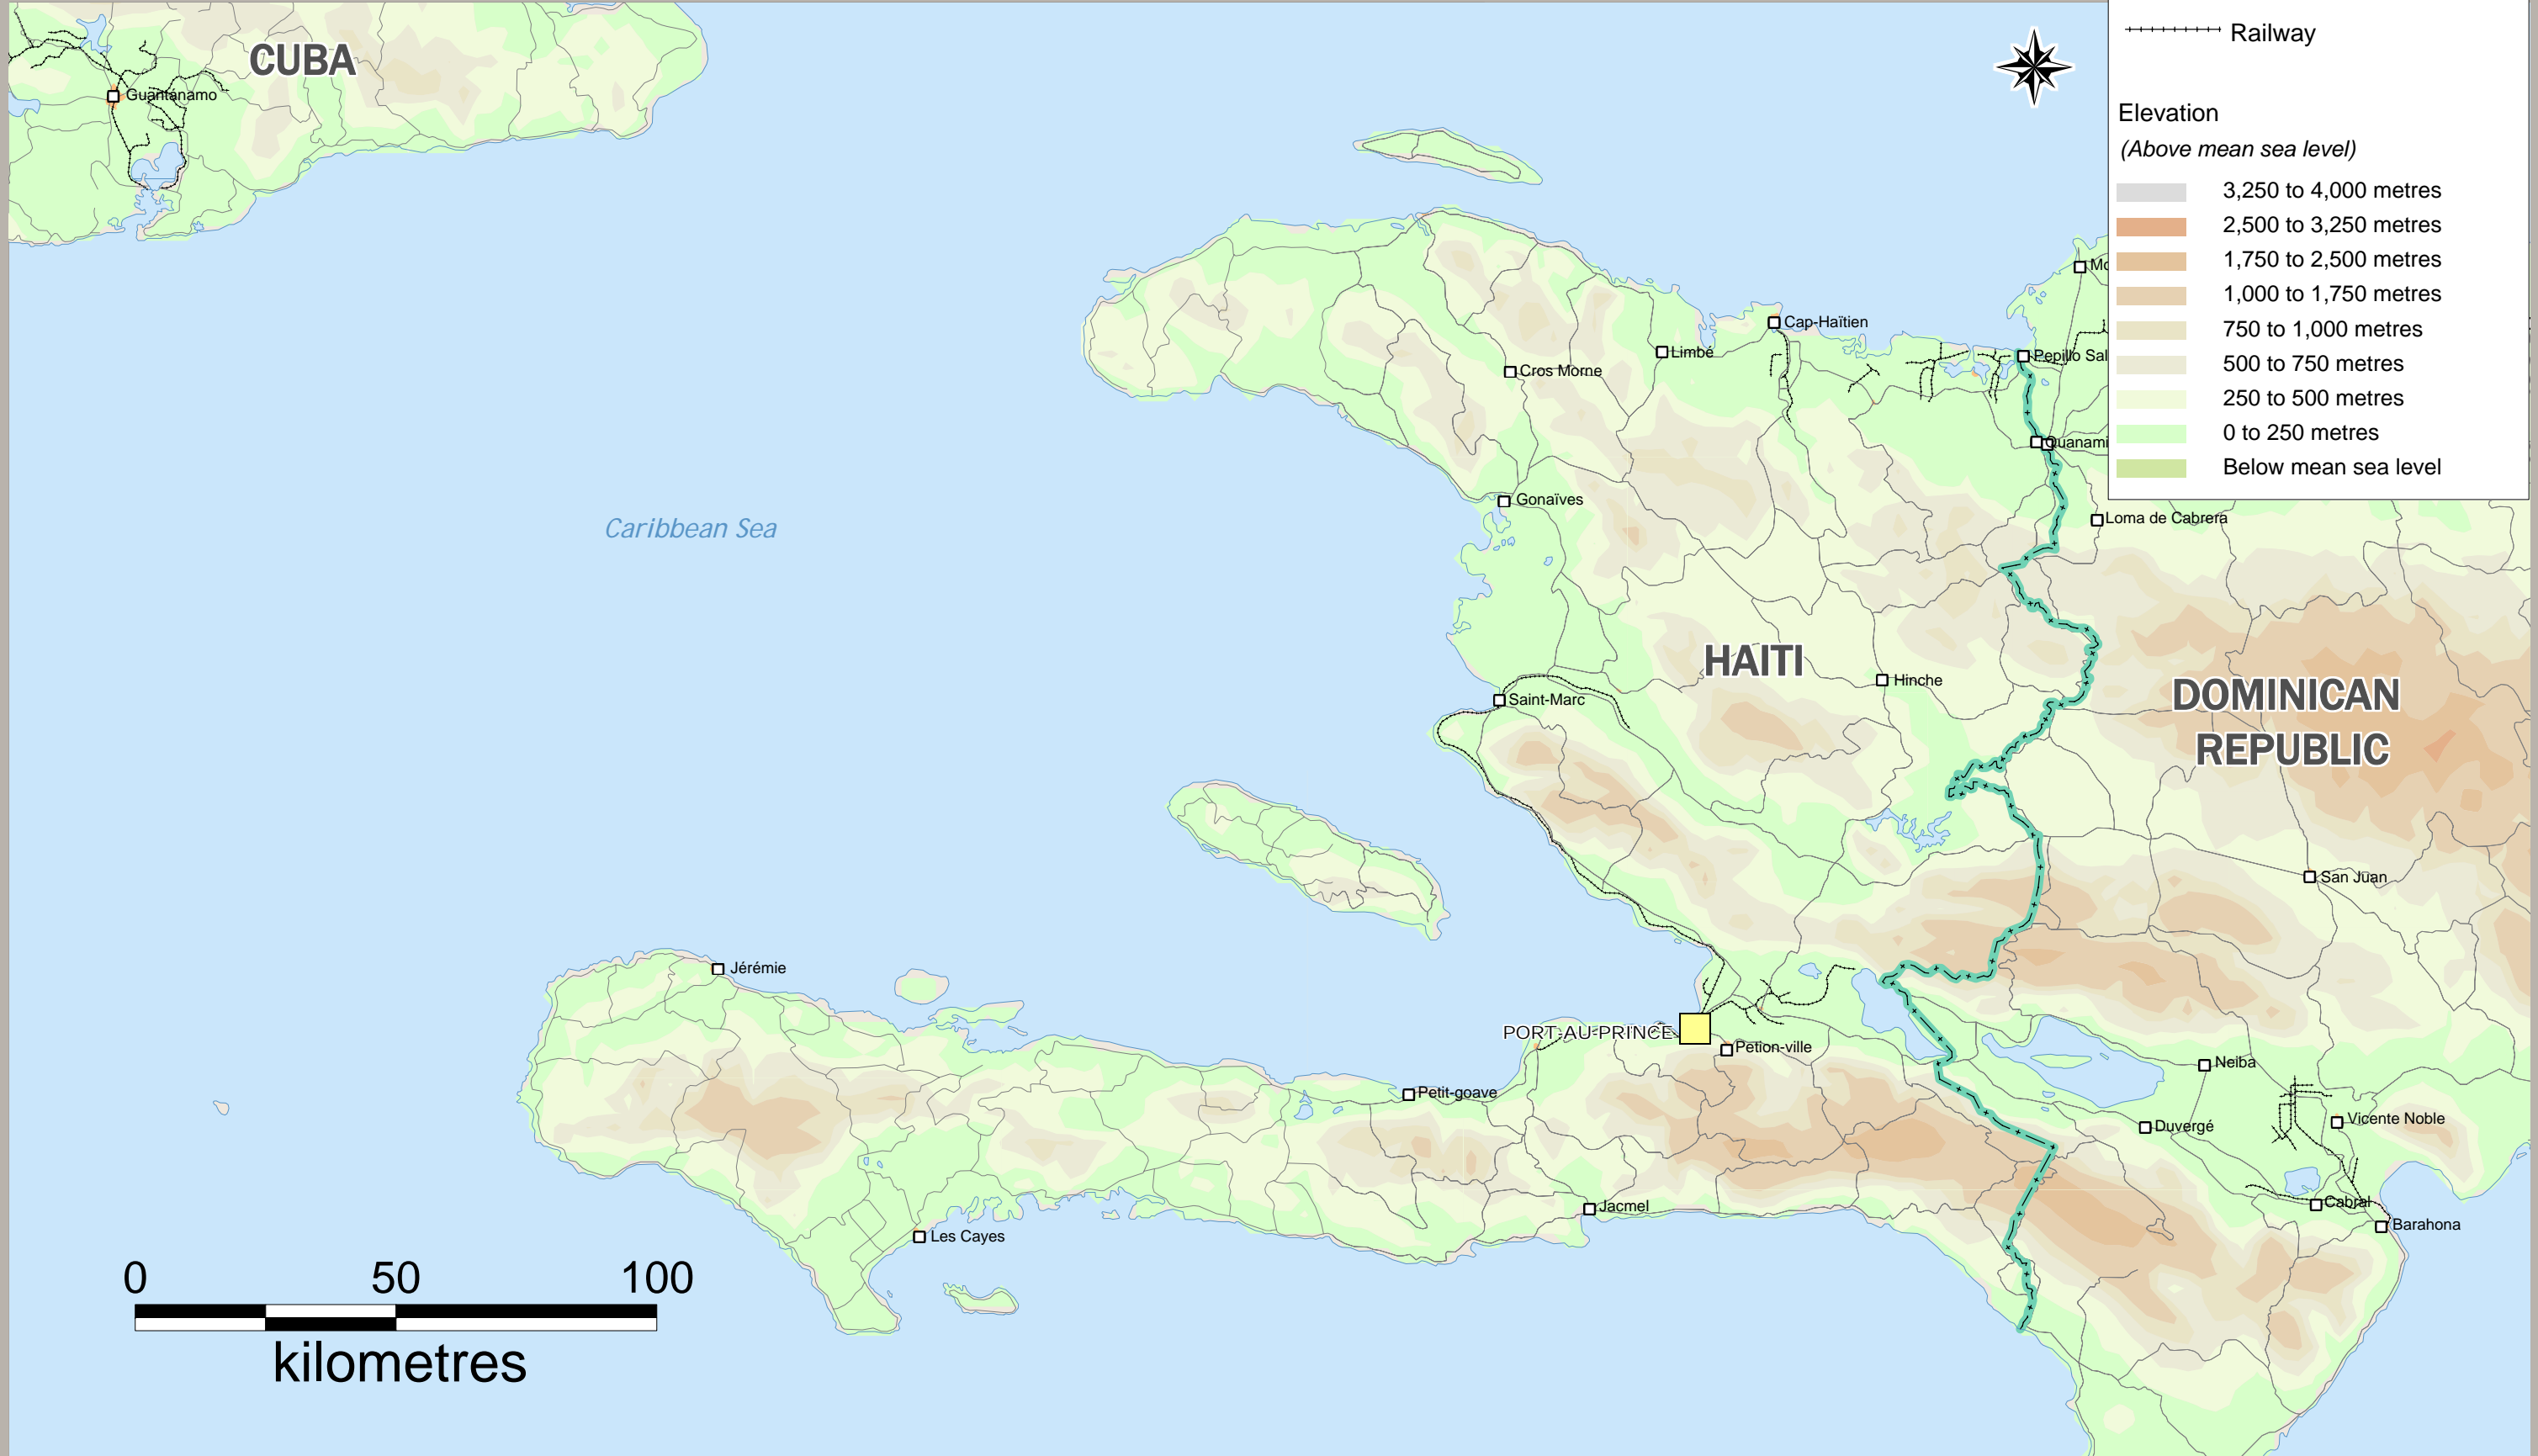 CUBA
Guantanamo
Railway
Elevation
(Above mean sea level)
3,250 to 4,000 metres
2,500 to 3,250 metres
1,750 to 2,500 metres
1,000 to 1,750 metres
750 to 1,000 metres
500 to 750 metres
250 to 500 metres
0 to 250 metres
Below mean sea level
Mo
Cap-Haïtien
Limbé
Pepillo Sal
Cros Morne
Quanami
Gonaïves
Loma de Cabrera
Caribbean Sea
HAITI
Hinche
DOMINICAN
REPUBLIC
Saint-Marc
San Juan
Jérémie
PORT-AU-PRINCE
Petion-ville
Neiba
Petit-goave
Vicente Noble
Duvergé
Jacmel
Cabral
Barahona
Les Cayes
0 50 100
kilometres